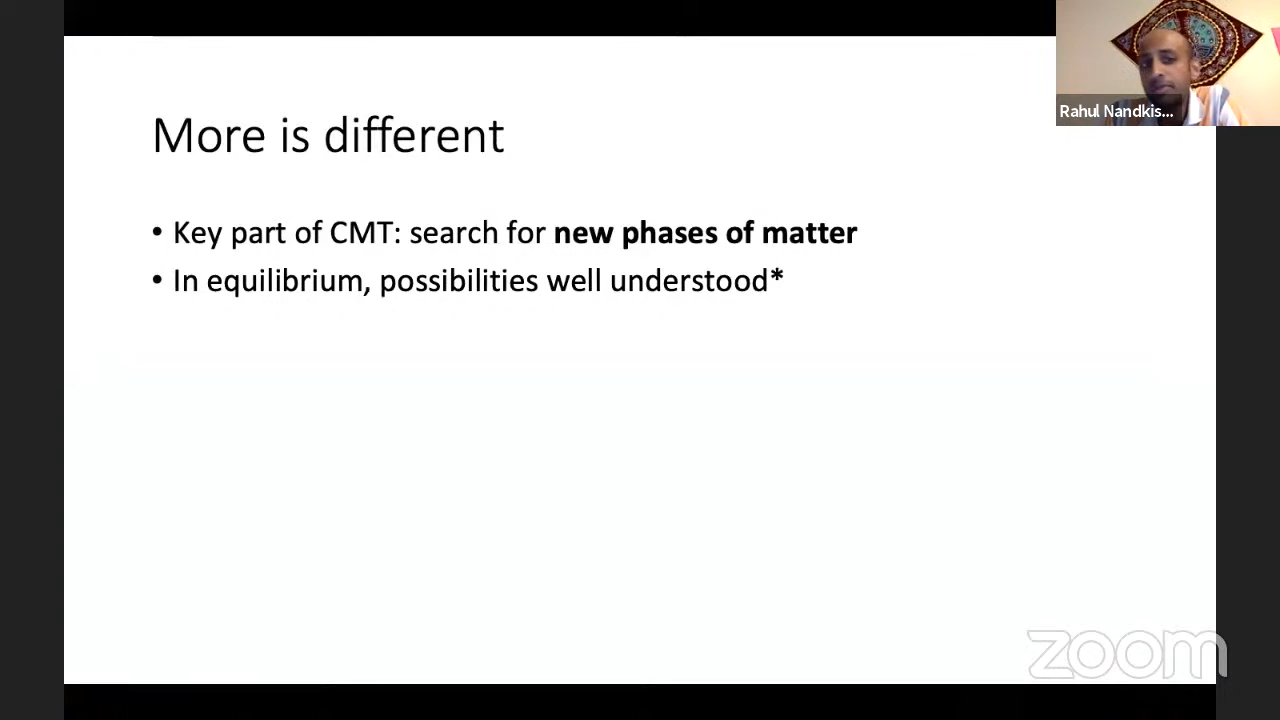 More is different
• Key part of CMT: search for new phases of matter
• In equilibrium, possibilities well understood*
Rahul Nandkis...
zoom